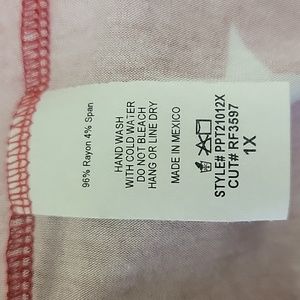 96% Rayon 4% Span
HAND WASH
WITH COLD WATER
DO NOT BLEACH
HANG OR LINE DRY
MADE IN MEXICO
STYLE# PPT21012X
CUT# RF3597
1X